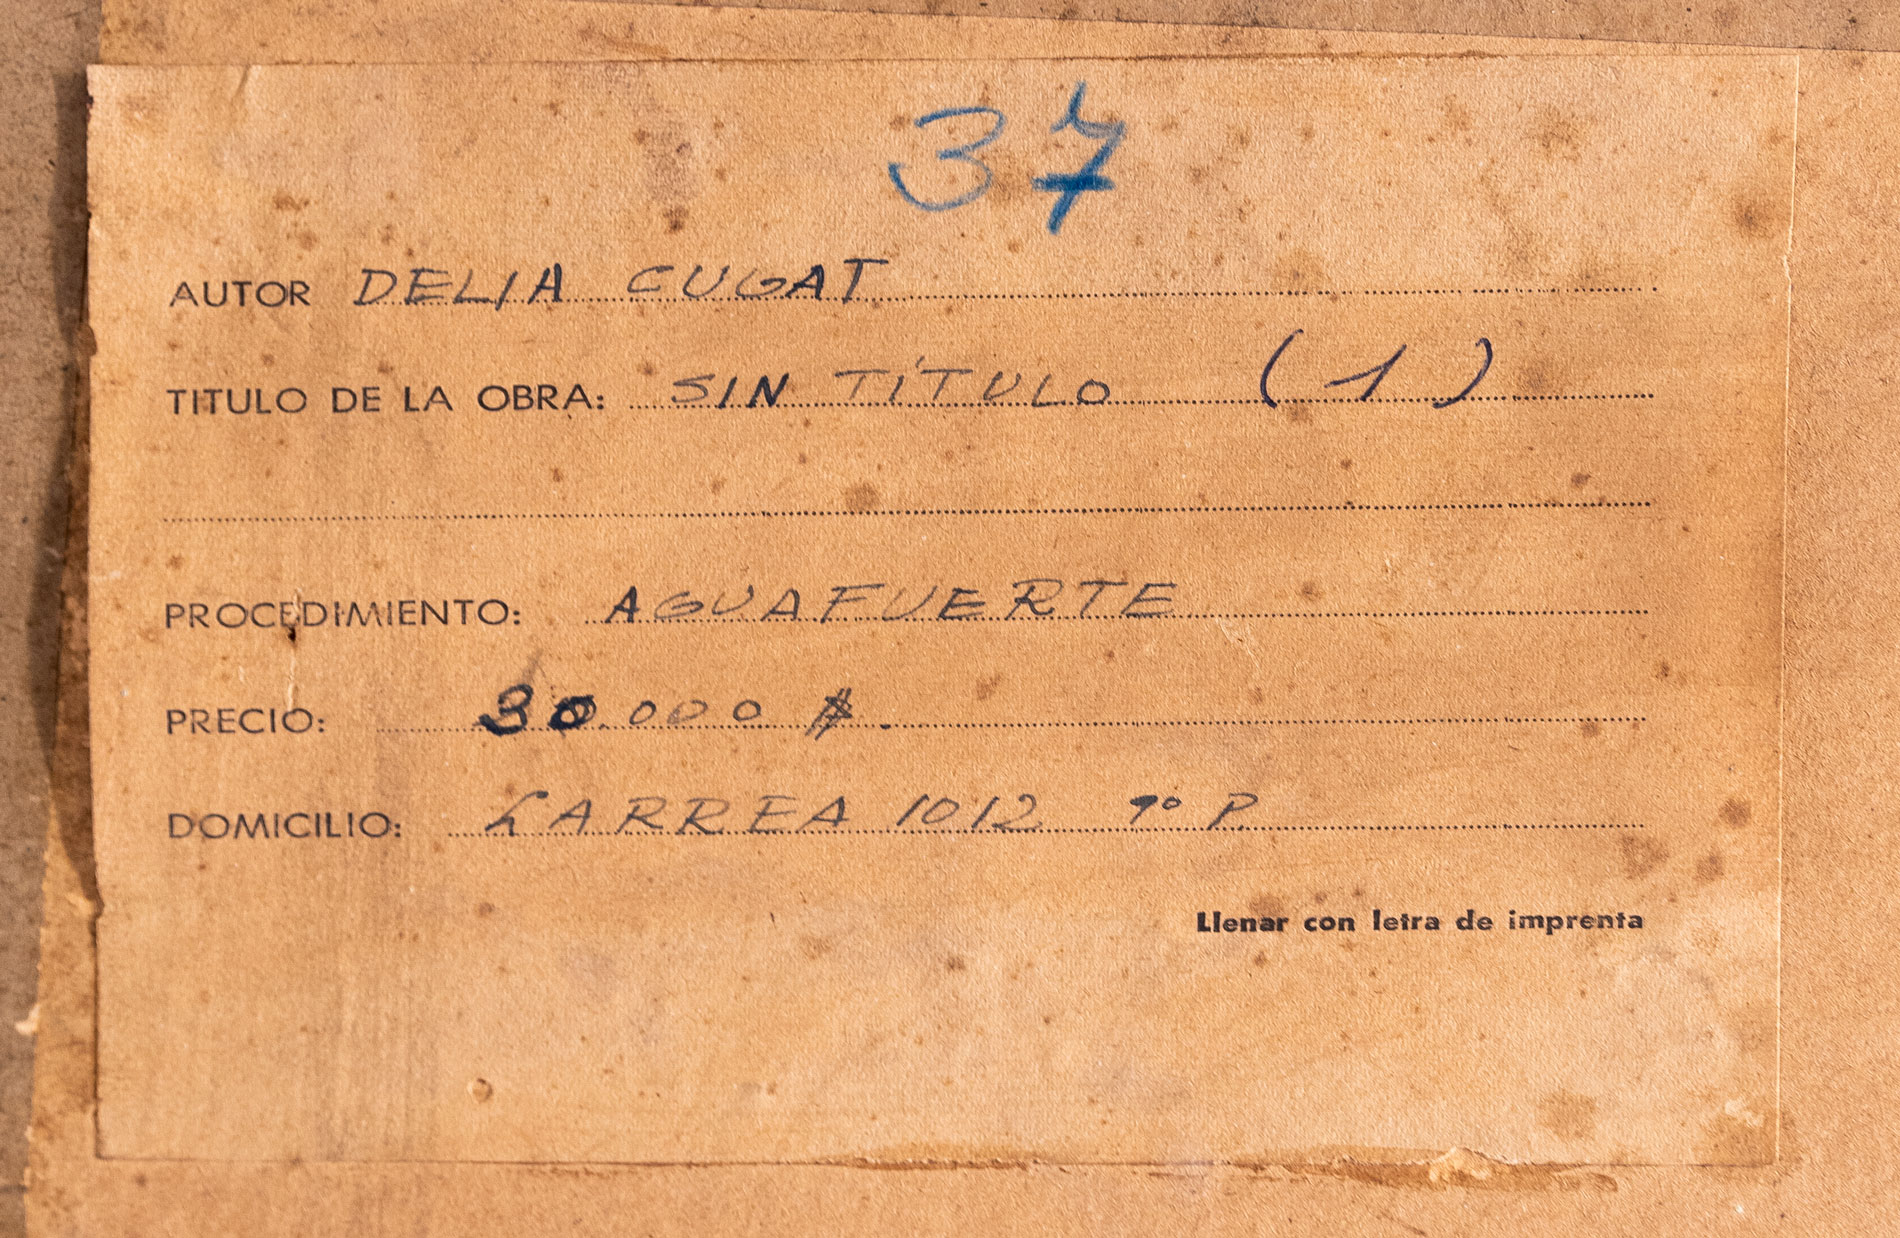 37
AUTOR DELIA CUGAT
TITULO DE LA OBRA: SIN TÍTULO (1)
PROCEDIMIENTO: AGUAFUERTE
PRECIO: 30.000 $.
DOMICILIO: LARREA 1012 9º P.
Llenar con letra de imprenta